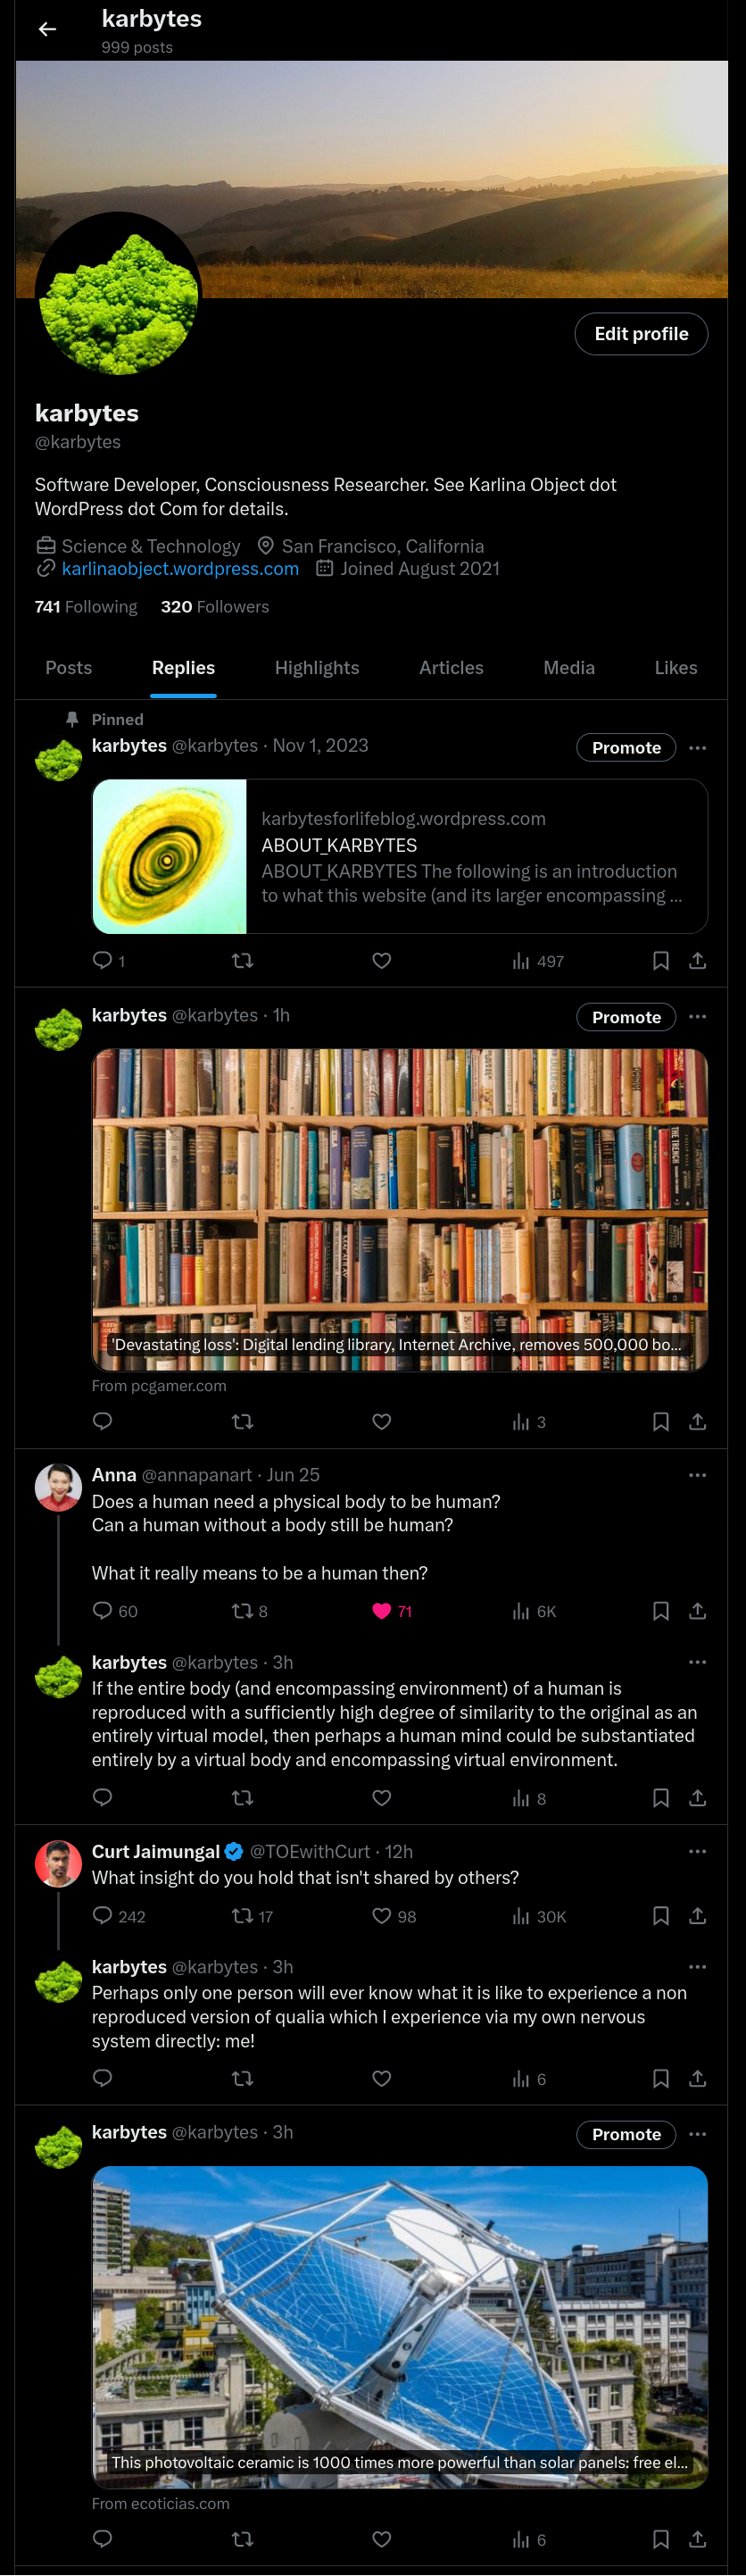 karbytes
999 posts
Edit profile
karbytes
@karbytes
Software Developer, Consciousness Researcher. See Karlina Object dot
WordPress dot Com for details.
Science & Technology San Francisco, California
karlinaobject.wordpress.com Joined August 2021
741 Following 320 Followers
Posts Replies Highlights Articles Media Likes
Pinned
karbytes @karbytes · Nov 1, 2023 Promote
karbytesforlifeblog.wordpress.com
ABOUT_KARBYTES
ABOUT_KARBYTES The following is an introduction
to what this website (and its larger encompassing ...
1 497
karbytes @karbytes · 1h Promote
THE TRENCH
'Devastating loss': Digital lending library, Internet Archive, removes 500,000 bo...
From pcgamer.com
3
Anna @annapanart · Jun 25
Does a human need a physical body to be human?
Can a human without a body still be human?
What it really means to be a human then?
60 8 71 6K
karbytes @karbytes · 3h
If the entire body (and encompassing environment) of a human is
reproduced with a sufficiently high degree of similarity to the original as an
entirely virtual model, then perhaps a human mind could be substantiated
entirely by a virtual body and encompassing virtual environment.
8
Curt Jaimungal @TOEwithCurt · 12h
What insight do you hold that isn't shared by others?
242 17 98 30K
karbytes @karbytes · 3h
Perhaps only one person will ever know what it is like to experience a non
reproduced version of qualia which I experience via my own nervous
system directly: me!
6
karbytes @karbytes · 3h Promote
This photovoltaic ceramic is 1000 times more powerful than solar panels: free el...
From ecoticias.com
6